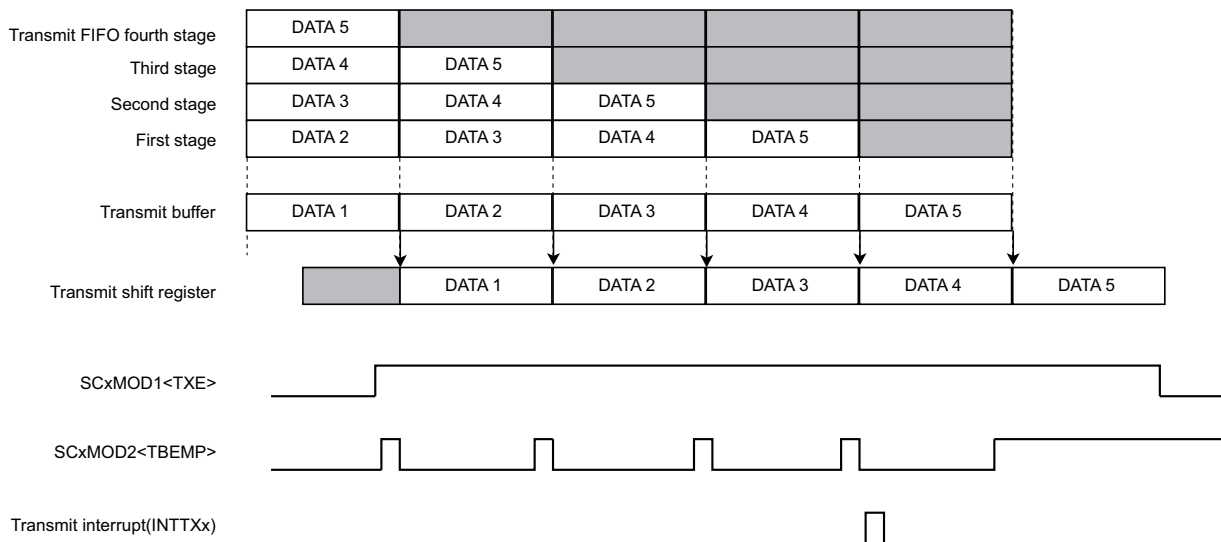 Transmit FIFO fourth stage DATA 5
Third stage DATA 4 DATA 5
Second stage DATA 3 DATA 4 DATA 5
First stage DATA 2 DATA 3 DATA 4 DATA 5
Transmit buffer DATA 1 DATA 2 DATA 3 DATA 4 DATA 5
Transmit shift register DATA 1 DATA 2 DATA 3 DATA 4 DATA 5
SCxMOD1<TXE>
SCxMOD2<TBEMP>
Transmit interrupt(INTTXx)